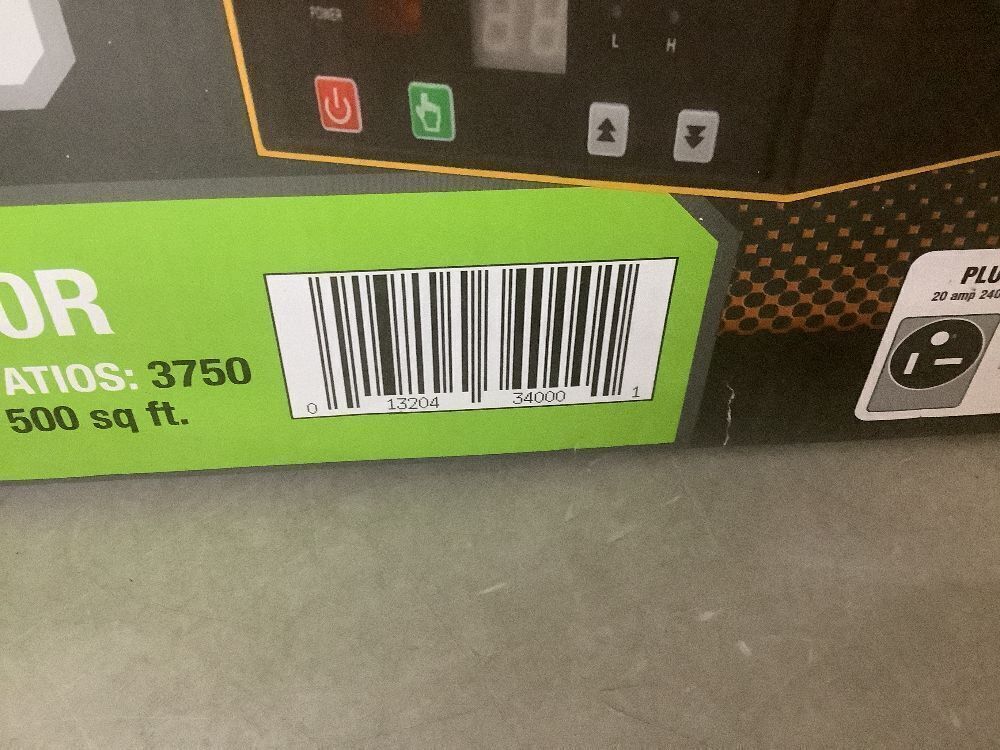 POWER
L H
OR
ATIOS: 3750
500 sq ft.
0 13204 34000 1
PLU
20 amp 240